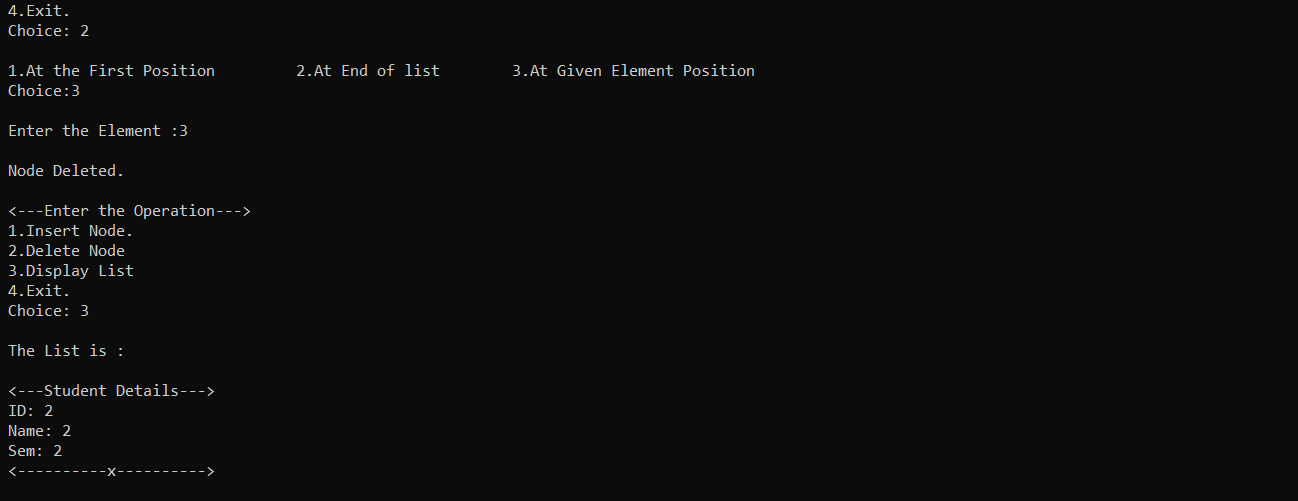 4.Exit.
Choice: 2
1.At the First Position         2.At End of list        3.At Given Element Position
Choice:3
Enter the Element :3
Node Deleted.
<---Enter the Operation--->
1.Insert Node.
2.Delete Node
3.Display List
4.Exit.
Choice: 3
The List is :
<---Student Details--->
ID: 2
Name: 2
Sem: 2
<----------x---------->